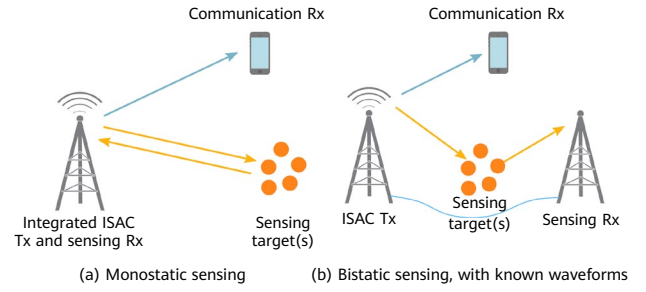 Communication Rx
Communication Rx
Integrated ISAC
Tx and sensing Rx
Sensing
target(s)
ISAC Tx
Sensing
target(s)
Sensing Rx
(a) Monostatic sensing
(b) Bistatic sensing, with known waveforms